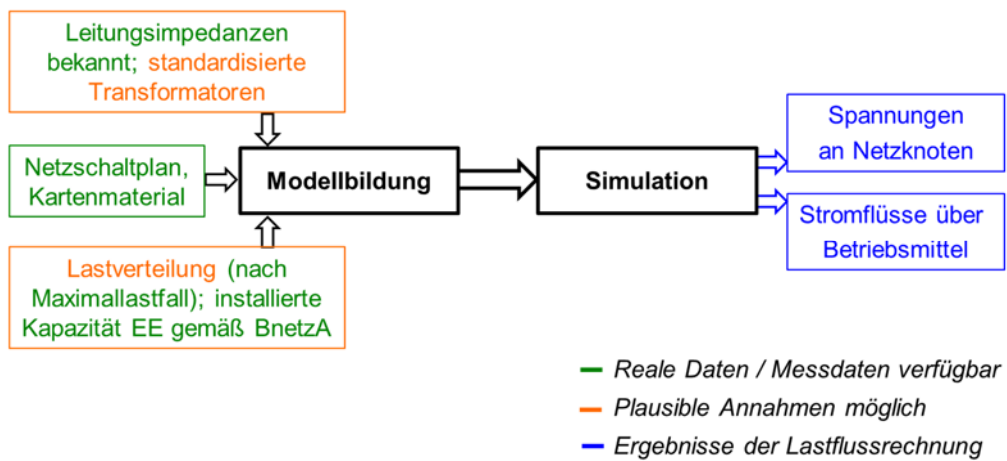 Leitungsimpedanzen
bekannt; standardisierte
Transformatoren
Netzschaltplan,
Kartenmaterial
Modellbildung
Simulation
Spannungen
an Netzknoten
Stromflüsse über
Betriebsmittel
Lastverteilung (nach
Maximallastfall); installierte
Kapazität EE gemäß BnetzA
Reale Daten / Messdaten verfügbar
Plausible Annahmen möglich
Ergebnisse der Lastflussrechnung